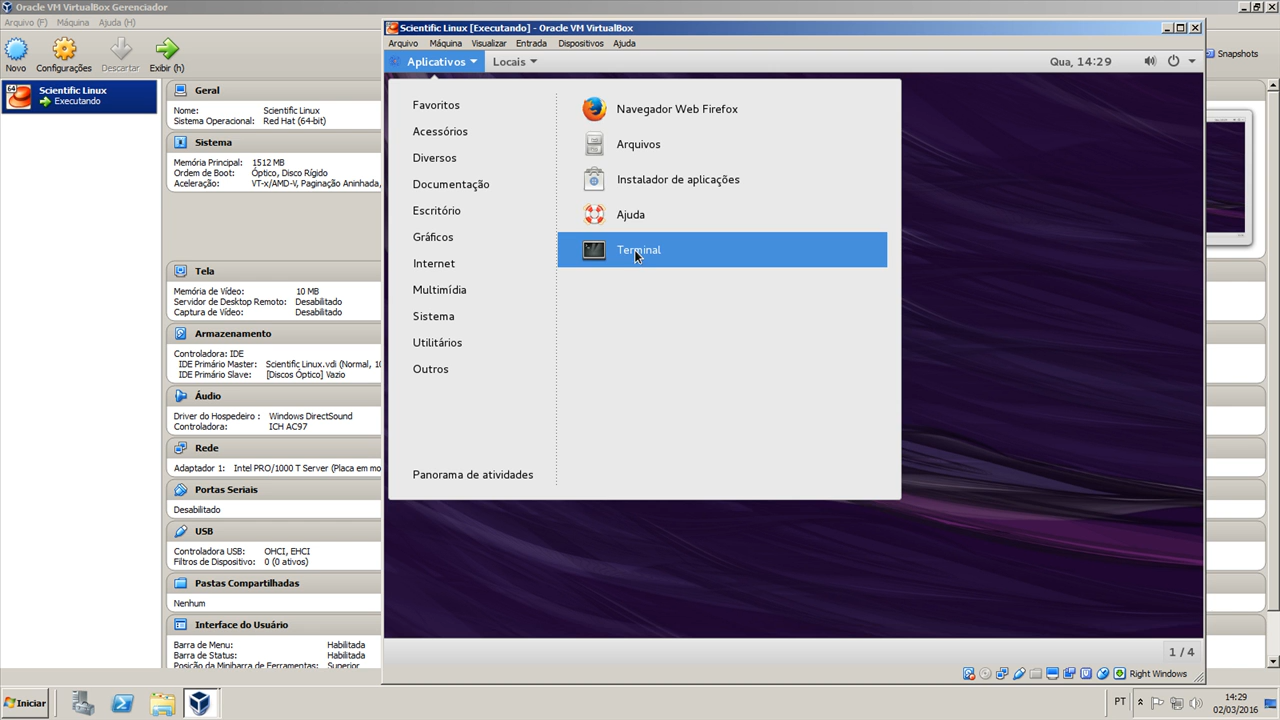 Oracle VM VirtualBox Gerenciador
Arquivo (F) Máquina Ajuda (H)
Novo Configurações Descartar Exibir (h)
Snapshots
64
Scientific Linux
Executando
Geral
Nome: Scientific Linux
Sistema Operacional: Red Hat (64-bit)
Sistema
Memória Principal: 1512 MB
Ordem de Boot: Óptico, Disco Rígido
Aceleração: VT-x/AMD-V, Paginação Aninhada,
Tela
Memória de Vídeo: 10 MB
Servidor de Desktop Remoto: Desabilitado
Captura de Vídeo: Desabilitado
Armazenamento
Controladora: IDE
IDE Primário Master: Scientific Linux.vdi (Normal, 10
IDE Primário Slave: [Discos Óptico] Vazio
Áudio
Driver do Hospedeiro : Windows DirectSound
Controladora: ICH AC97
Rede
Adaptador 1: Intel PRO/1000 T Server (Placa em mo
Portas Seriais
Desabilitado
USB
Controladora USB: OHCI, EHCI
Filtros de Dispositivo: 0 (0 ativos)
Pastas Compartilhadas
Nenhum
Interface do Usuário
Barra de Menu: Habilitada
Barra de Status: Habilitada
Posição da Minibarra de Ferramentas: Superior
Scientific Linux [Executando] - Oracle VM VirtualBox
Arquivo Máquina Visualizar Entrada Dispositivos Ajuda
Aplicativos Locais Qua, 14:29
Favoritos
Acessórios
Diversos
Documentação
Escritório
Gráficos
Internet
Multimídia
Sistema
Utilitários
Outros
Panorama de atividades
Navegador Web Firefox
Arquivos
Instalador de aplicações
Ajuda
Terminal
1 / 4
Right Windows
Iniciar
PT
14:29
02/03/2016